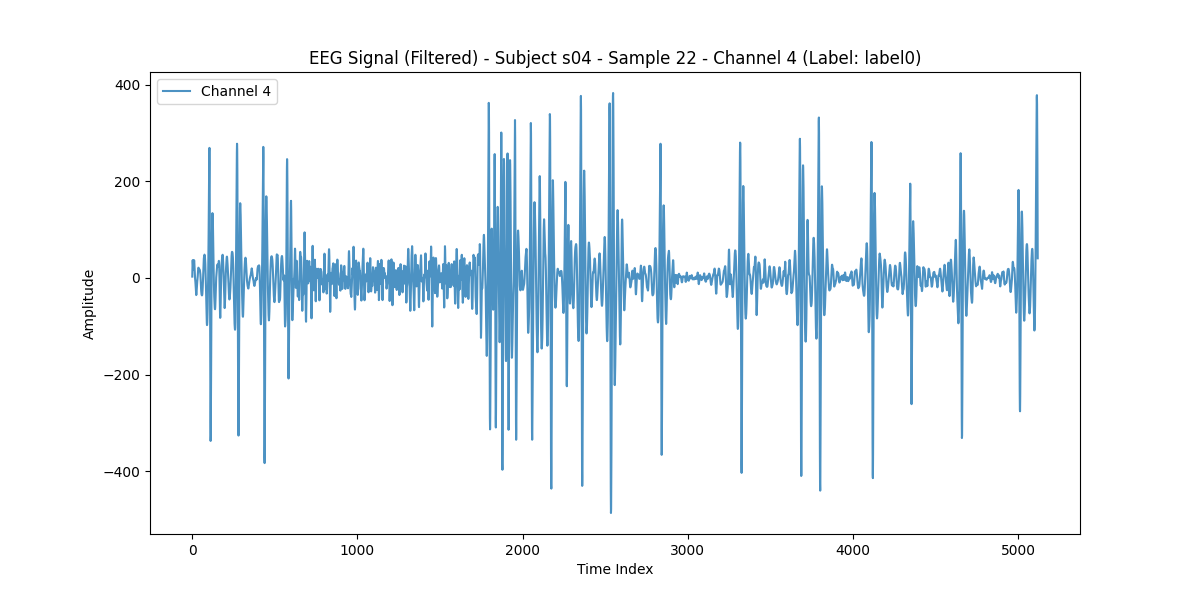 EEG Signal (Filtered) - Subject s04 - Sample 22 - Channel 4 (Label: label0)
Channel 4
400
200
0
−200
−400
Amplitude
0 1000 2000 3000 4000 5000
Time Index